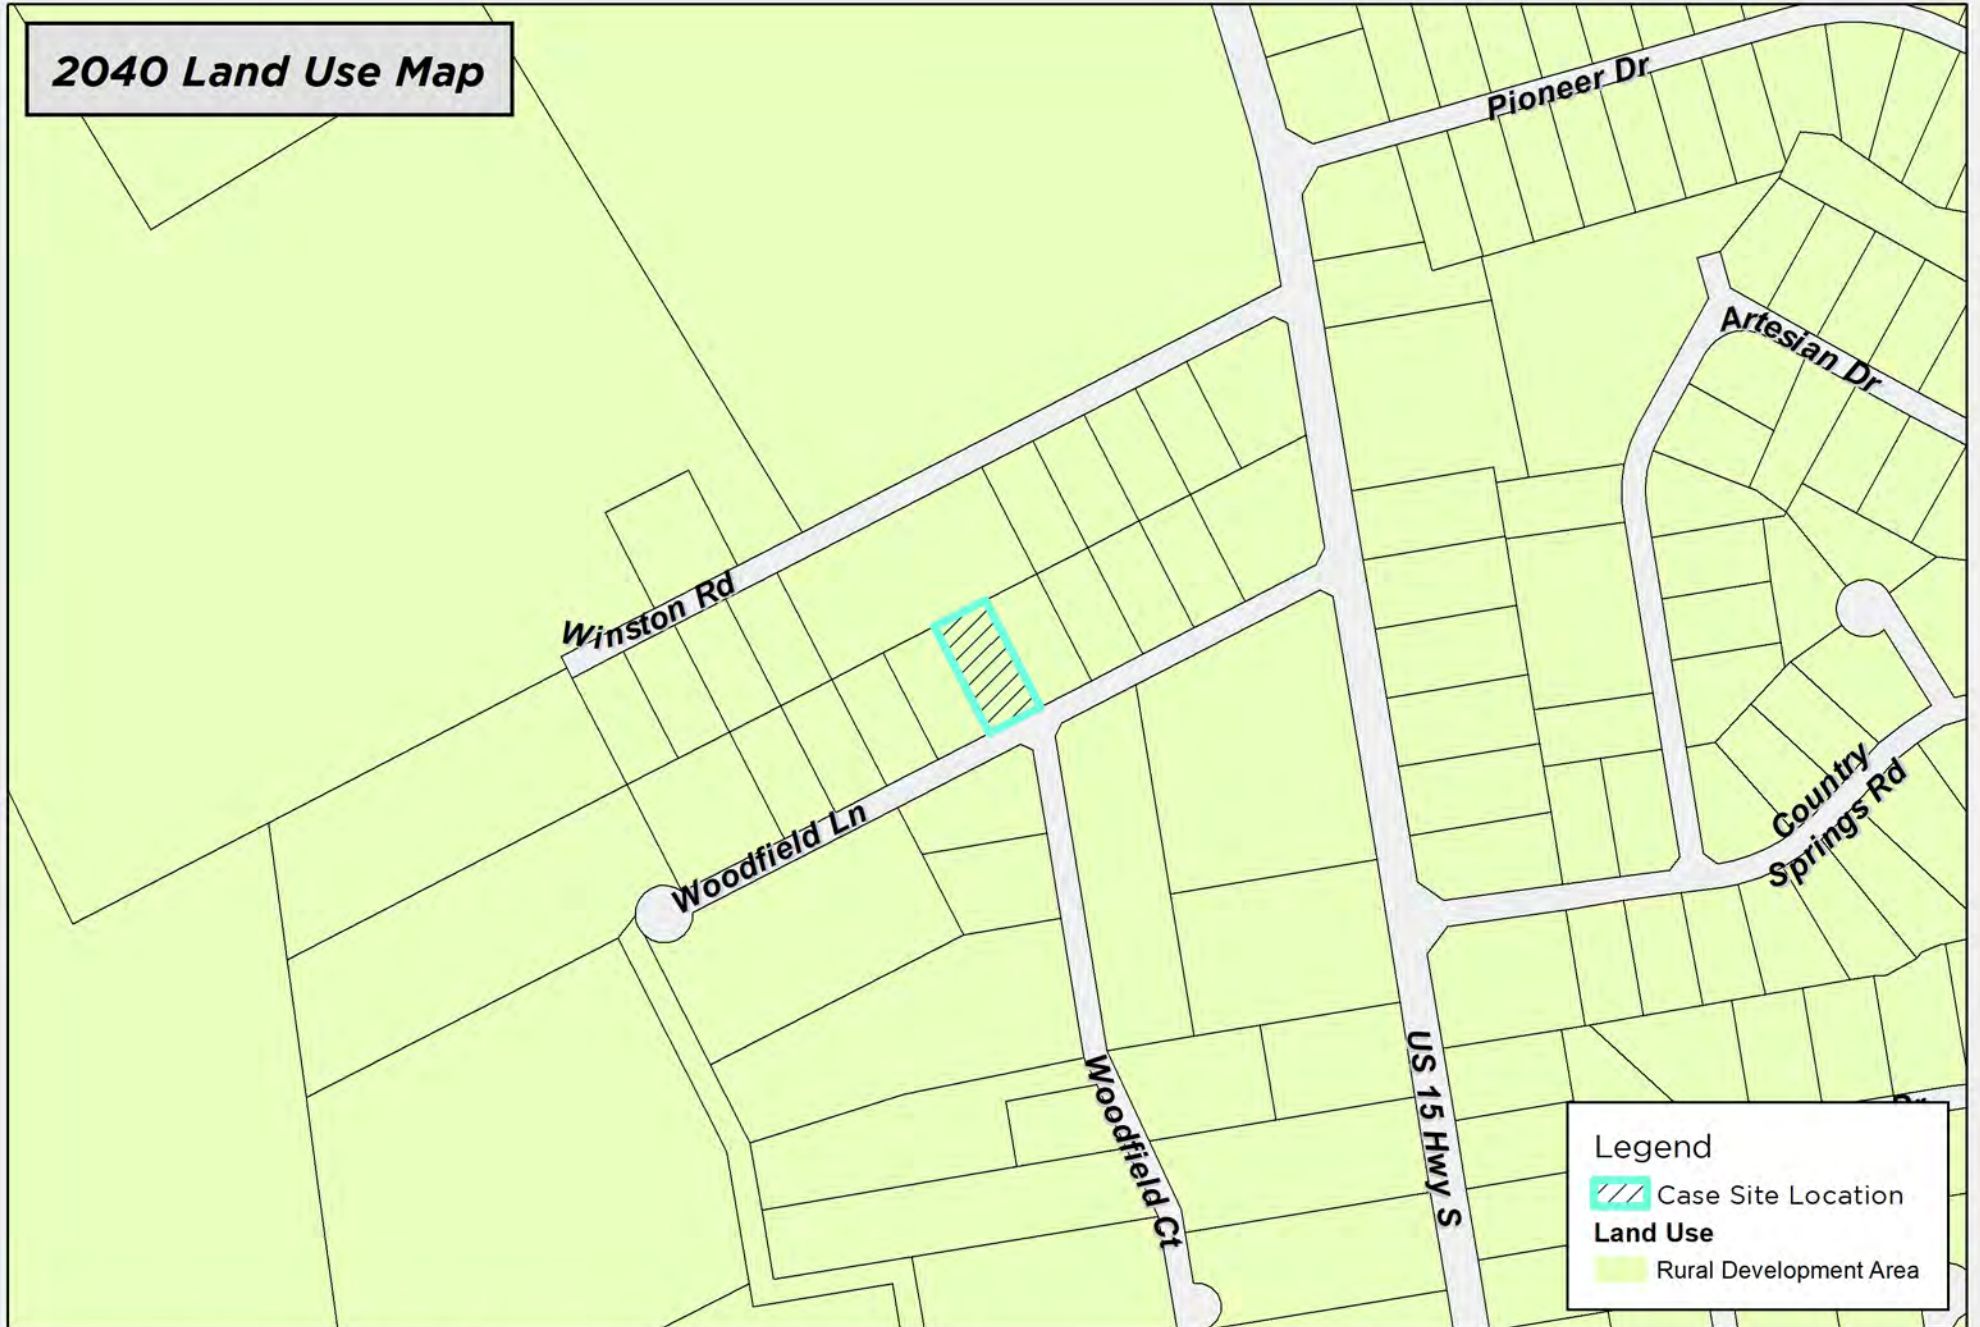 2040 Land Use Map
Pioneer Dr
Artesian Dr
Winston Rd
Woodfield Ln
Country
Springs Rd
Woodfield Ct
US 15 Hwy S
Dr
Legend
Case Site Location
Land Use
Rural Development Area